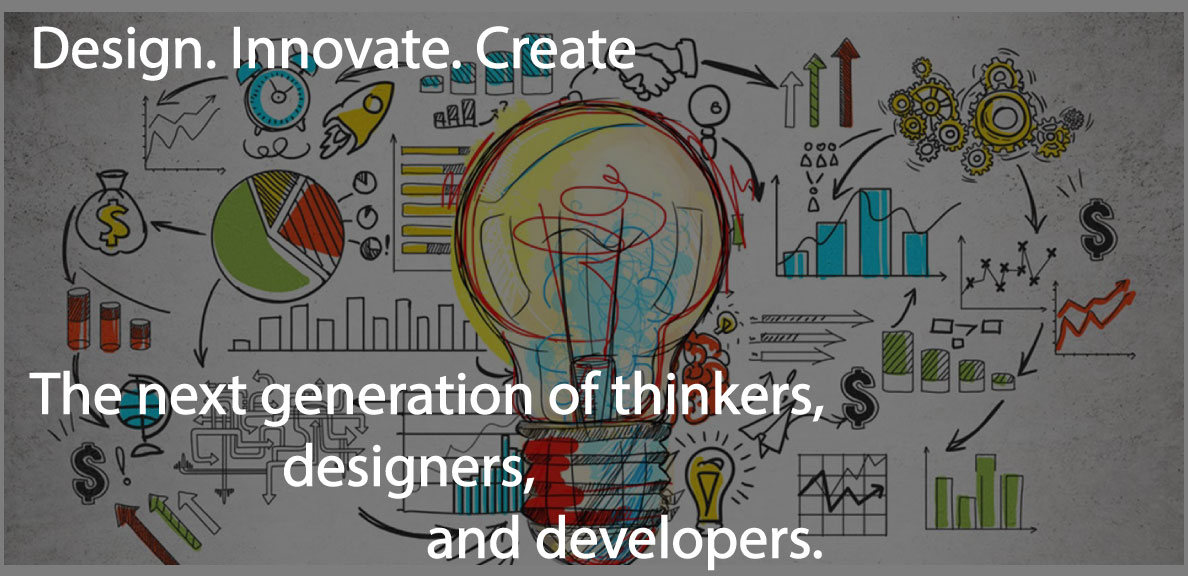 Design. Innovate. Create
The next generation of thinkers,
designers,
and developers.